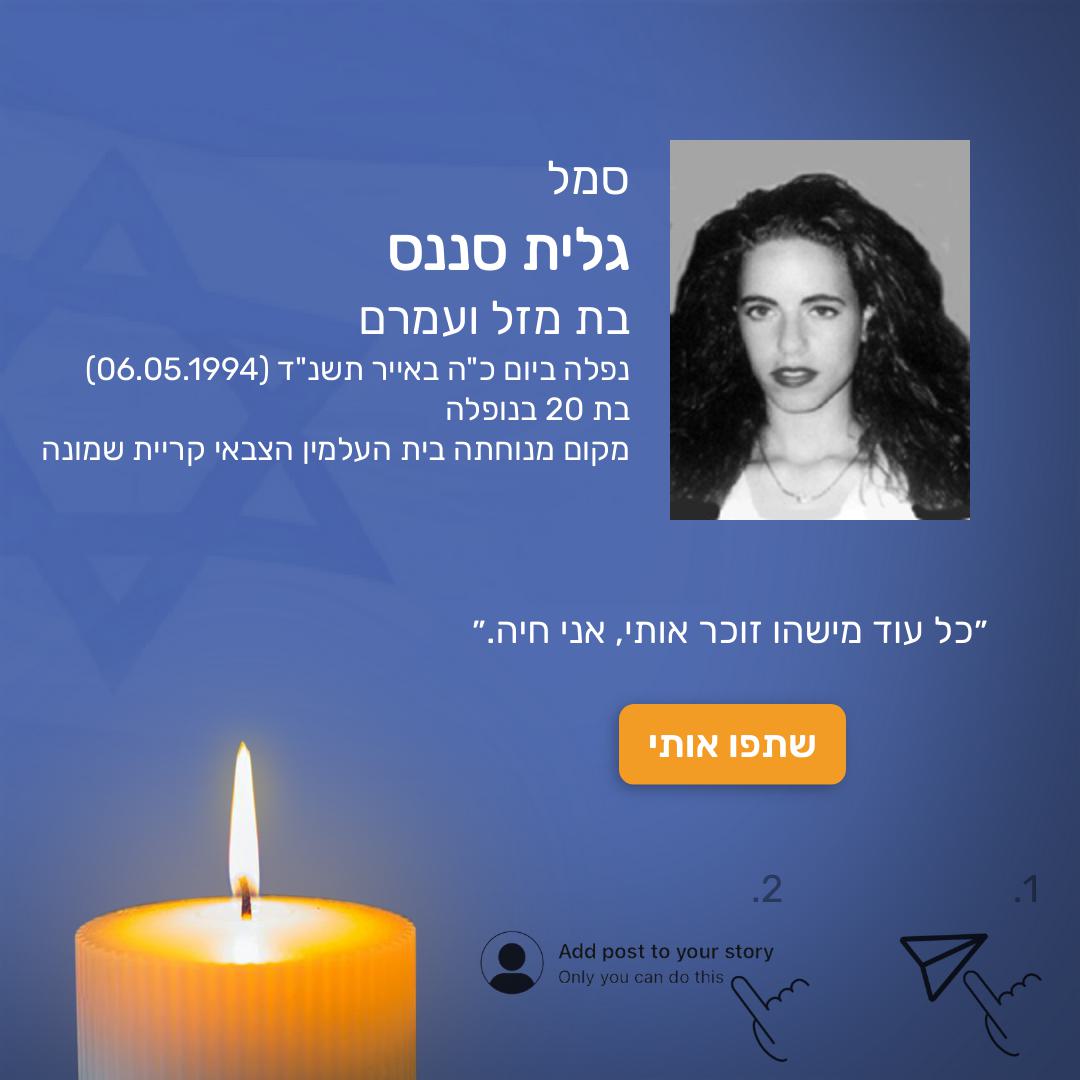 סמל
גלית סננס
בת מזל ועמרם
נפלה ביום כ"ה באייר תשנ"ד (06.05.1994)
בת 20 בנופלה
מקום מנוחתה בית העלמין הצבאי קריית שמונה
"כל עוד מישהו זוכר אותי, אני חיה."
שתפו אותי
.1
.2
Add post to your story
Only you can do this